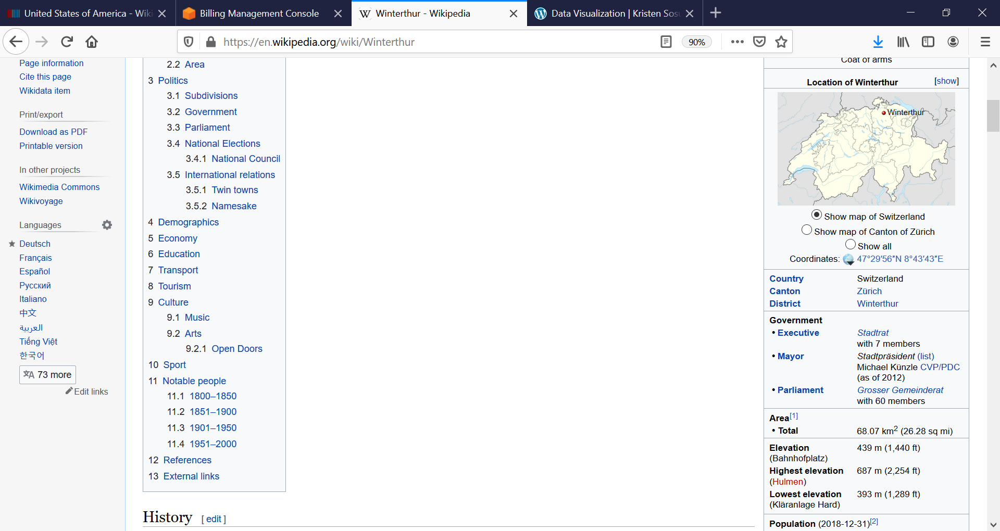 United States of America - Wiki
Billing Management Console
Winterthur - Wikipedia
Data Visualization | Kristen Sosu
https://en.wikipedia.org/wiki/Winterthur
90%
Page information
Cite this page
Wikidata item
Print/export
Download as PDF
Printable version
In other projects
Wikimedia Commons
Wikivoyage
Languages
Deutsch
Français
Español
Русский
Italiano
中文
العربية
Tiếng Việt
한국어
73 more
Edit links
2.2 Area
3 Politics
3.1 Subdivisions
3.2 Government
3.3 Parliament
3.4 National Elections
3.4.1 National Council
3.5 International relations
3.5.1 Twin towns
3.5.2 Namesake
4 Demographics
5 Economy
6 Education
7 Transport
8 Tourism
9 Culture
9.1 Music
9.2 Arts
9.2.1 Open Doors
10 Sport
11 Notable people
11.1 1800–1850
11.2 1851–1900
11.3 1901–1950
11.4 1951–2000
12 References
13 External links
History [ edit ]
Coat of arms
Location of Winterthur [show]
Winterthur
Show map of Switzerland
Show map of Canton of Zürich
Show all
Coordinates: 47°29′56″N 8°43′43″E
Country Switzerland
Canton Zürich
District Winterthur
Government
• Executive Stadtrat
with 7 members
• Mayor Stadtpräsident (list)
Michael Künzle CVP/PDC
(as of 2012)
• Parliament Grosser Gemeinderat
with 60 members
Area[1]
• Total 68.07 km2 (26.28 sq mi)
Elevation 439 m (1,440 ft)
(Bahnhofplatz)
Highest elevation 687 m (2,254 ft)
(Hulmen)
Lowest elevation 393 m (1,289 ft)
(Kläranlage Hard)
Population (2018-12-31)[2]